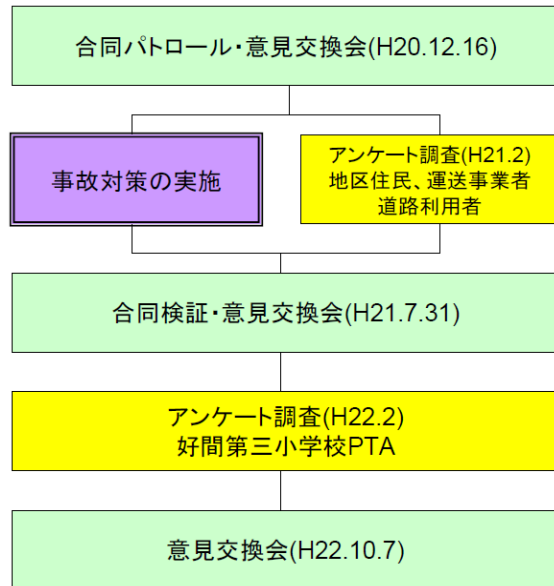 合同パトロール・意見交換会(H20.12.16)
事故対策の実施
アンケート調査(H21.2)
地区住民、運送事業者
道路利用者
合同検証・意見交換会(H21.7.31)
アンケート調査(H22.2)
好間第三小学校PTA
意見交換会(H22.10.7)